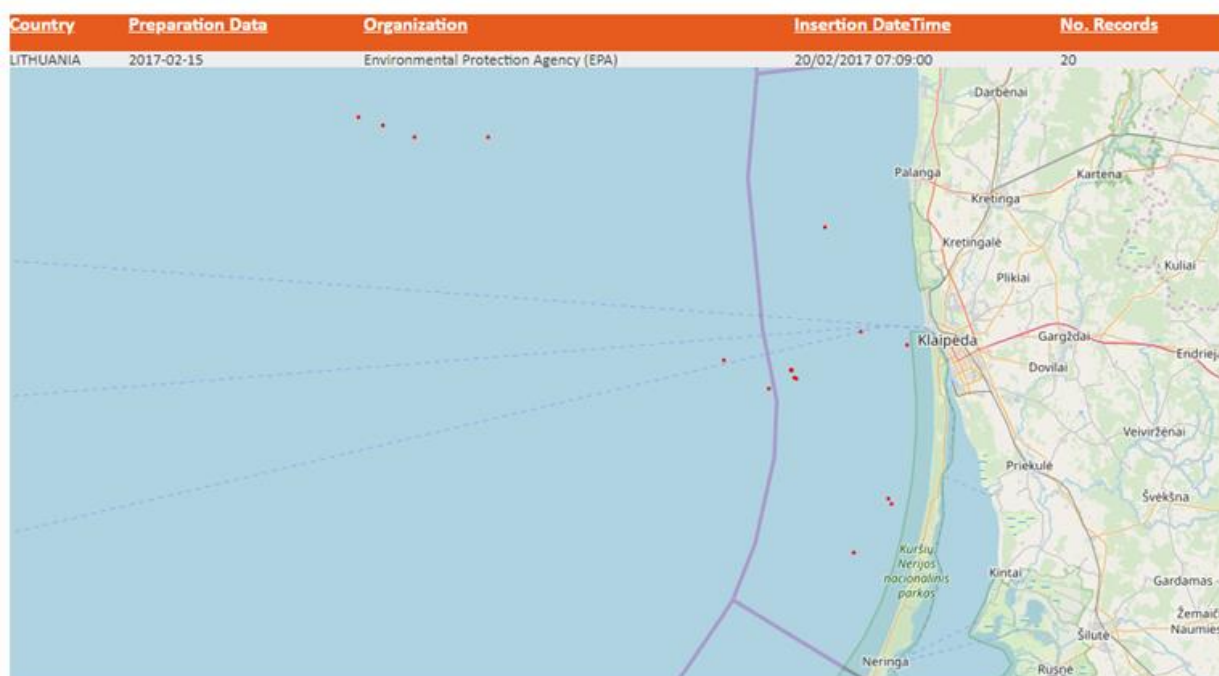 Country Preparation Data Organization Insertion DateTime No. Records
LITHUANIA 2017-02-15 Environmental Protection Agency (EPA) 20/02/2017 07:09:00 20
Darbėnai
Palanga
Kartena
Kretinga
Kretingalė
Kuliai
Plikiai
Klaipėda
Gargždai
Endrieja
Dovilai
Veiviržėnai
Priekulė
Švėkšna
Kuršių
Nerijos
nacionalinis
parkas
Kintai
Gardamas
Žemaič
Naumies
Šilutė
Neringa
Rusnė